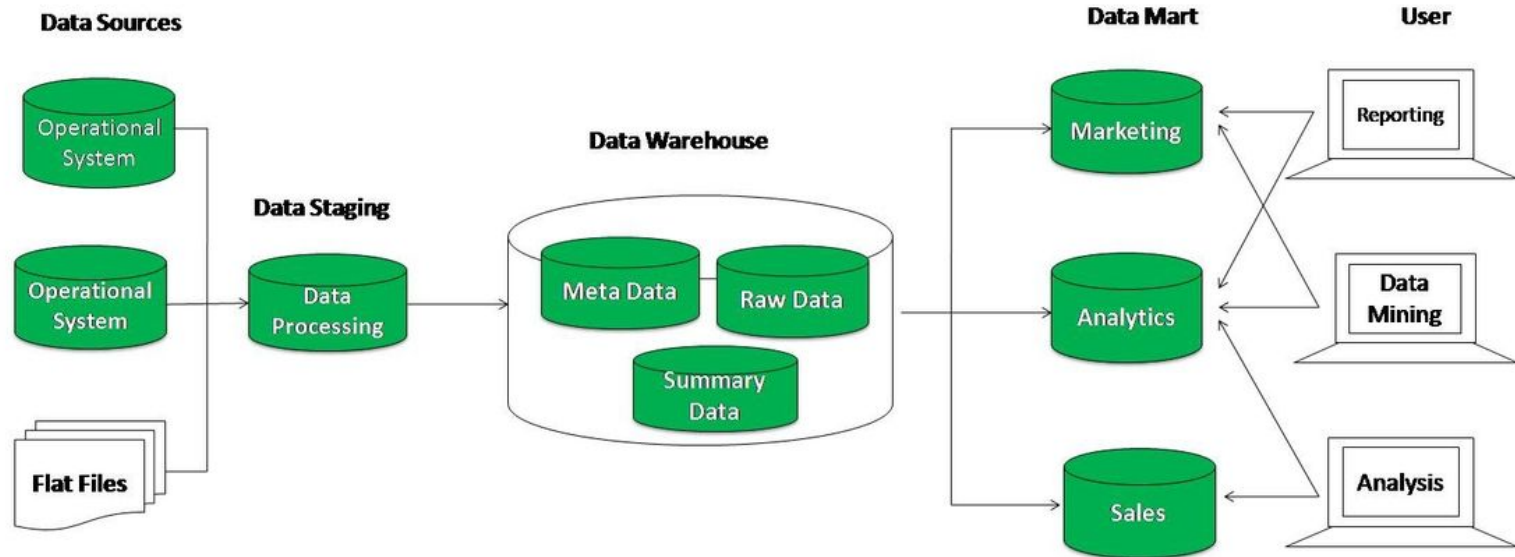 Data Sources
Operational
System
Operational
System
Flat Files
Data Staging
Data
Processing
Data Warehouse
Meta Data
Raw Data
Summary
Data
Data Mart
Marketing
Analytics
Sales
User
Reporting
Data
Mining
Analysis